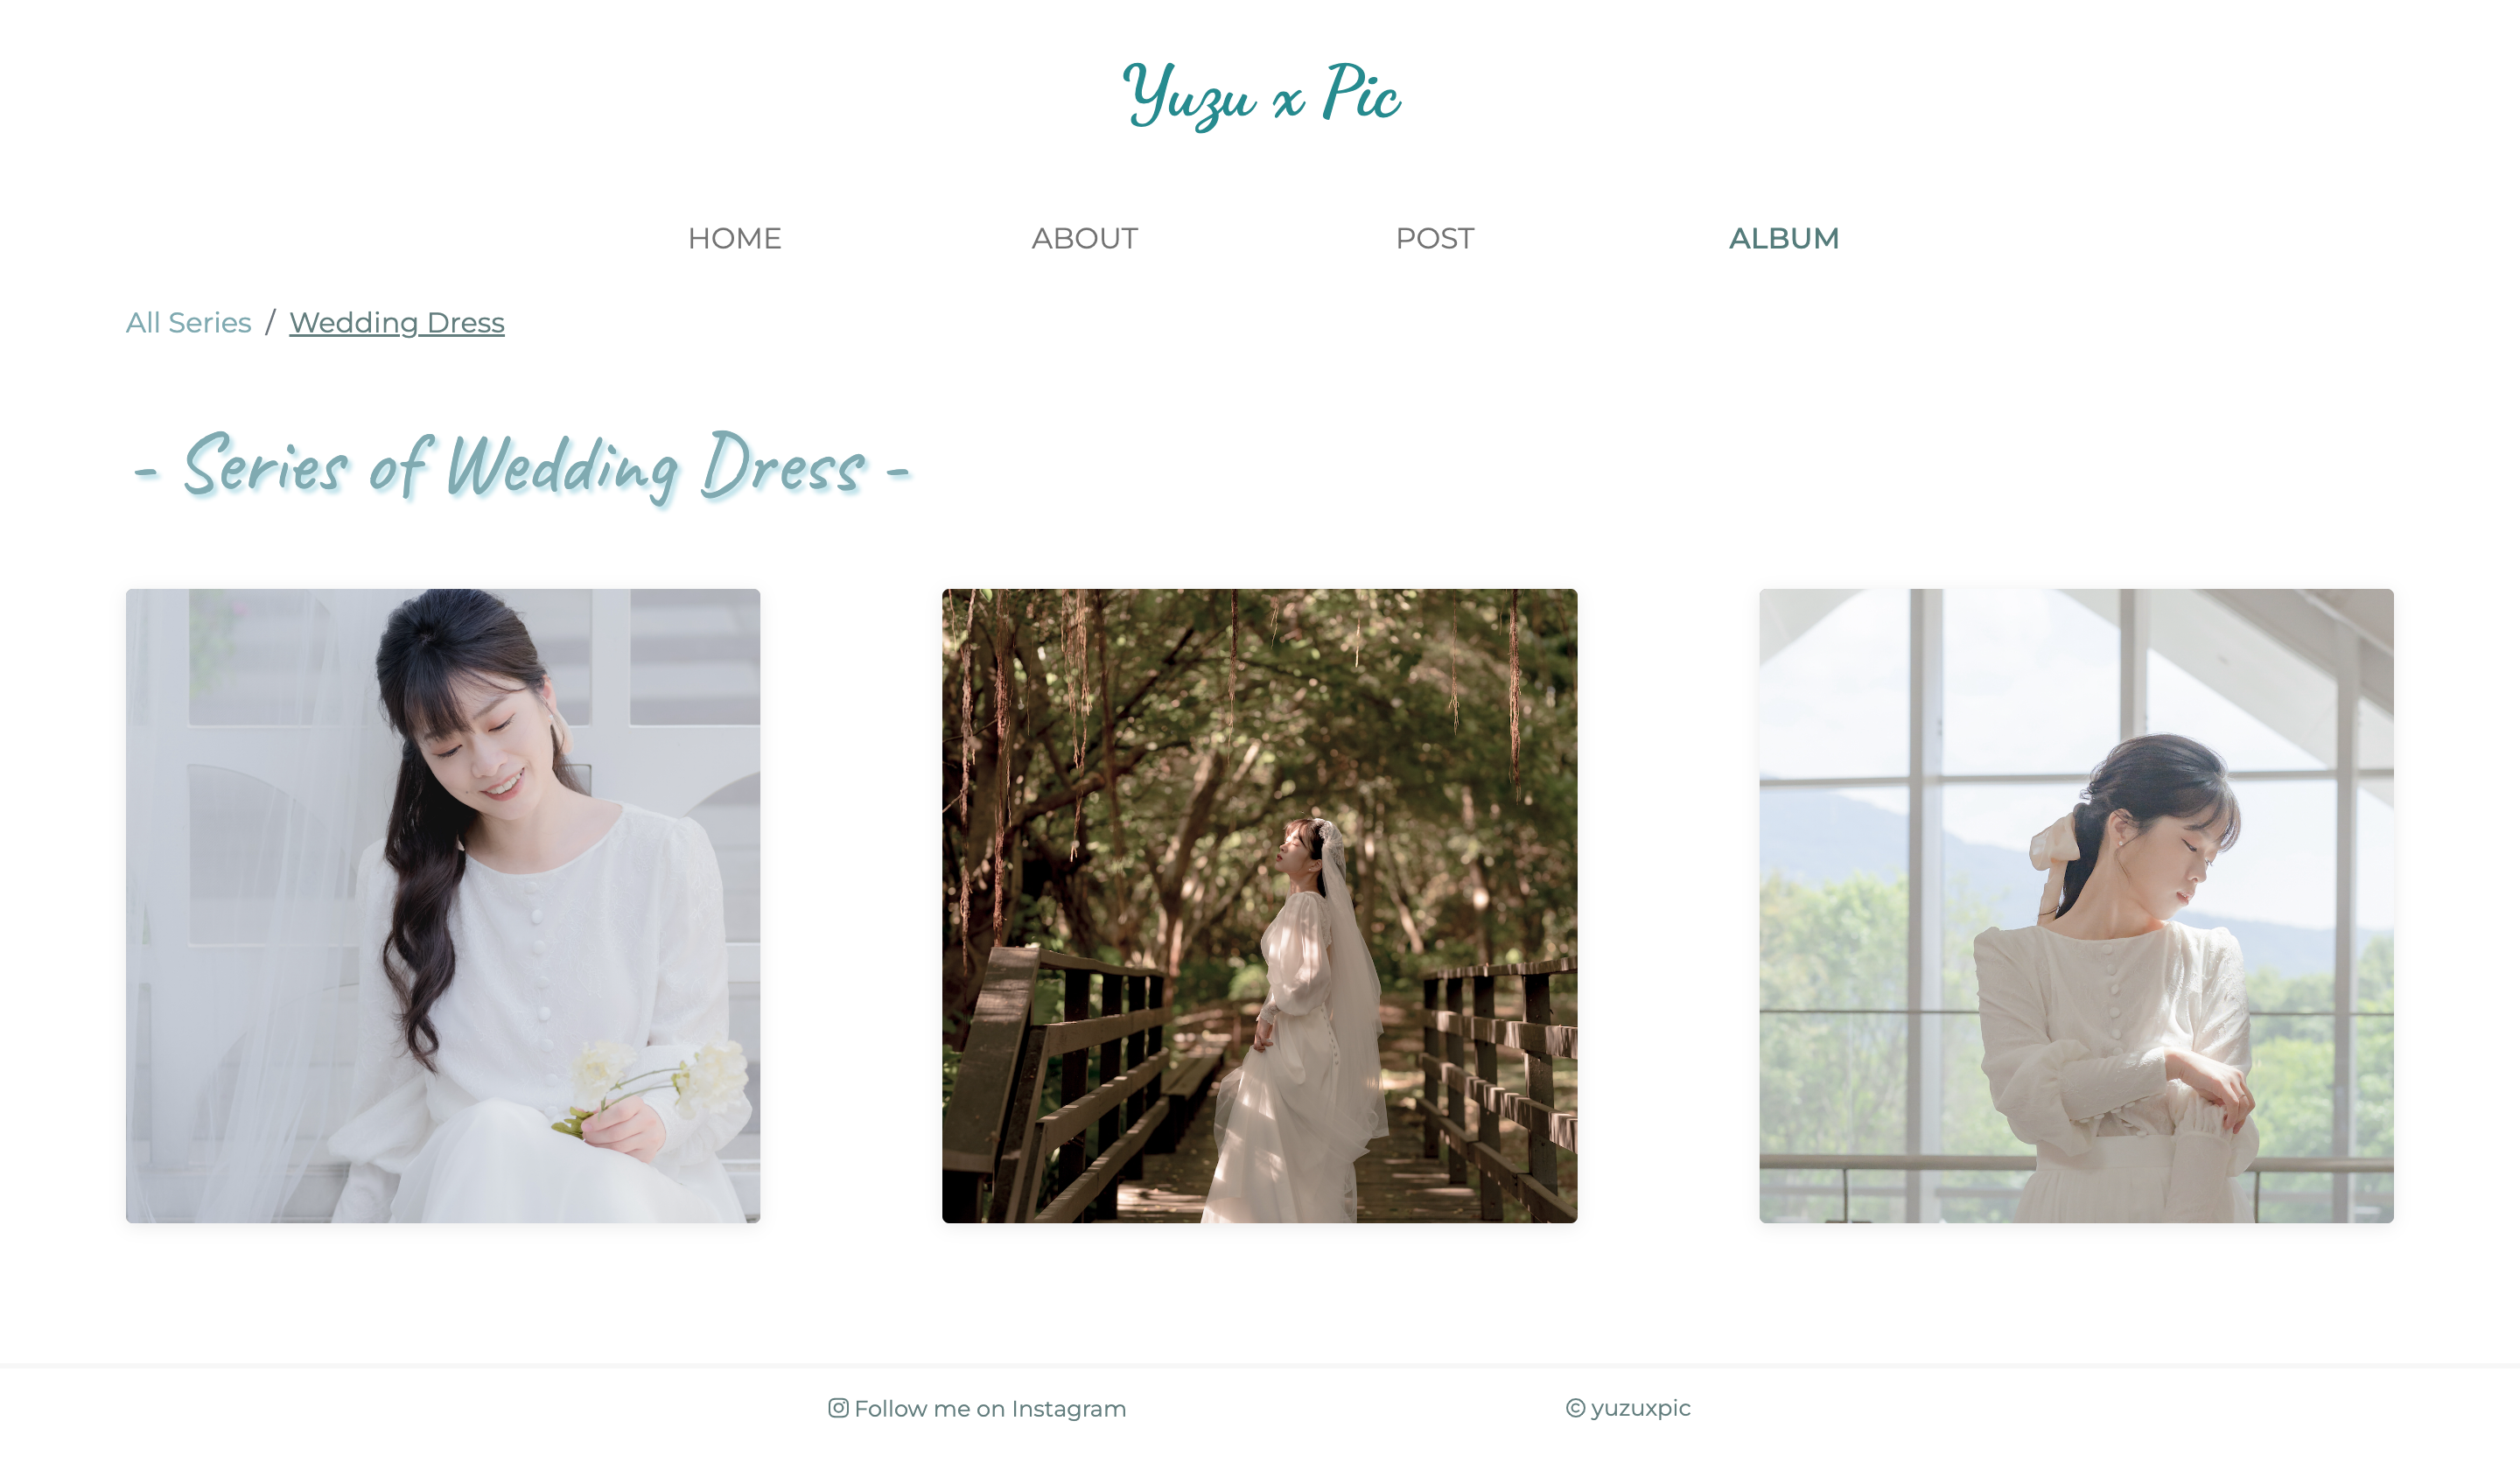 Yuzu x Pic
HOME ABOUT POST ALBUM
All Series / Wedding Dress
- Series of Wedding Dress -
Follow me on Instagram
© yuzuxpic